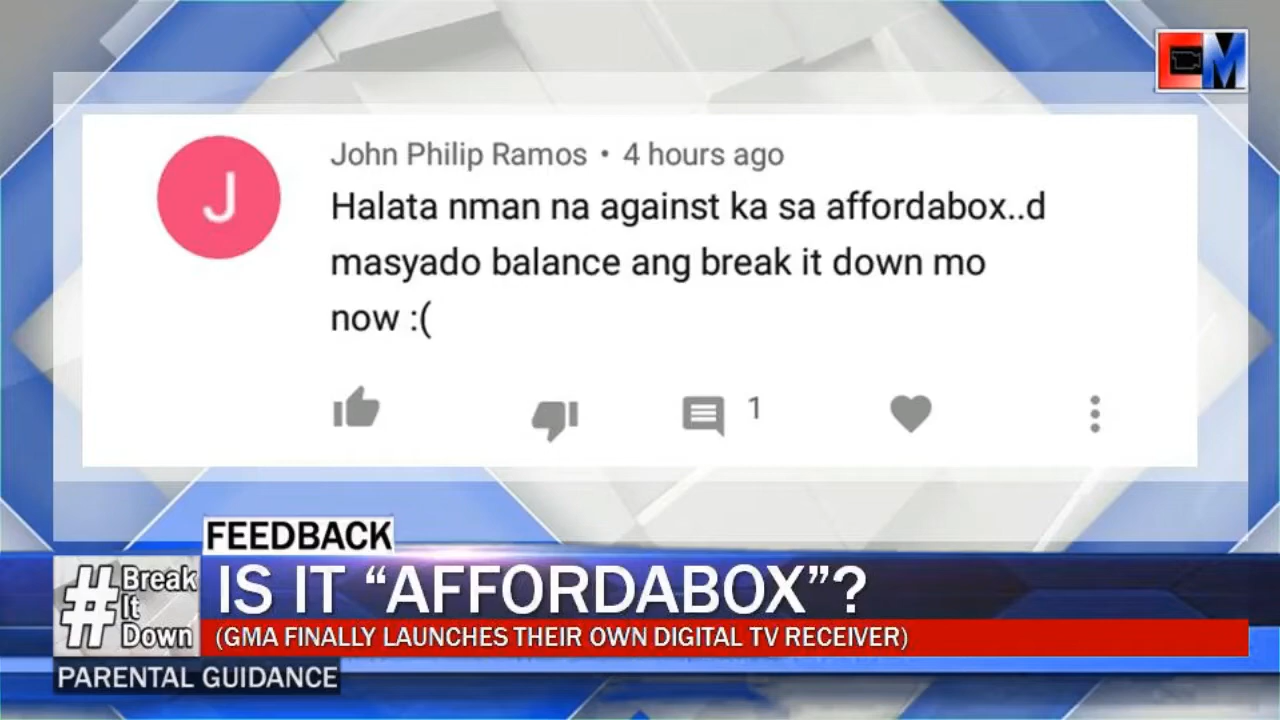 J
John Philip Ramos • 4 hours ago
Halata nman na against ka sa affordabox..d
masyado balance ang break it down mo
now :(
1
FEEDBACK
#Break
It
Down
IS IT “AFFORDABOX”?
(GMA FINALLY LAUNCHES THEIR OWN DIGITAL TV RECEIVER)
PARENTAL GUIDANCE